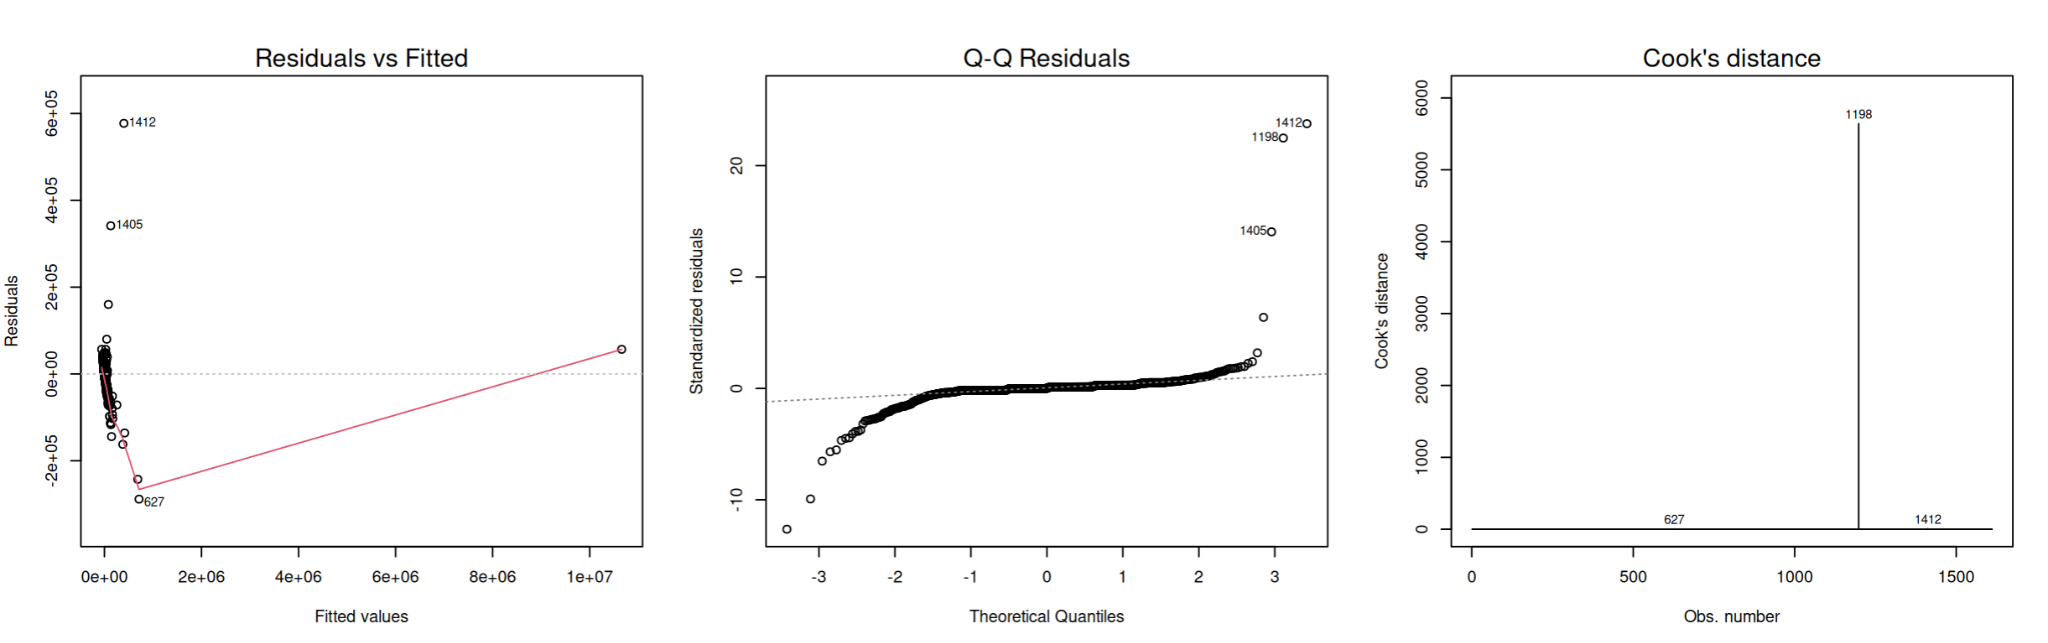 Residuals vs Fitted
Residuals
-2e+05 0e+00 2e+05 4e+05 6e+05
1412
1405
627
0e+00 2e+06 4e+06 6e+06 8e+06 1e+07
Fitted values
Q-Q Residuals
Standardized residuals
-10 0 10 20
1412
1198
1405
-3 -2 -1 0 1 2 3
Theoretical Quantiles
Cook's distance
Cook's distance
0 1000 2000 3000 4000 5000 6000
1198
627
1412
0 500 1000 1500
Obs. number